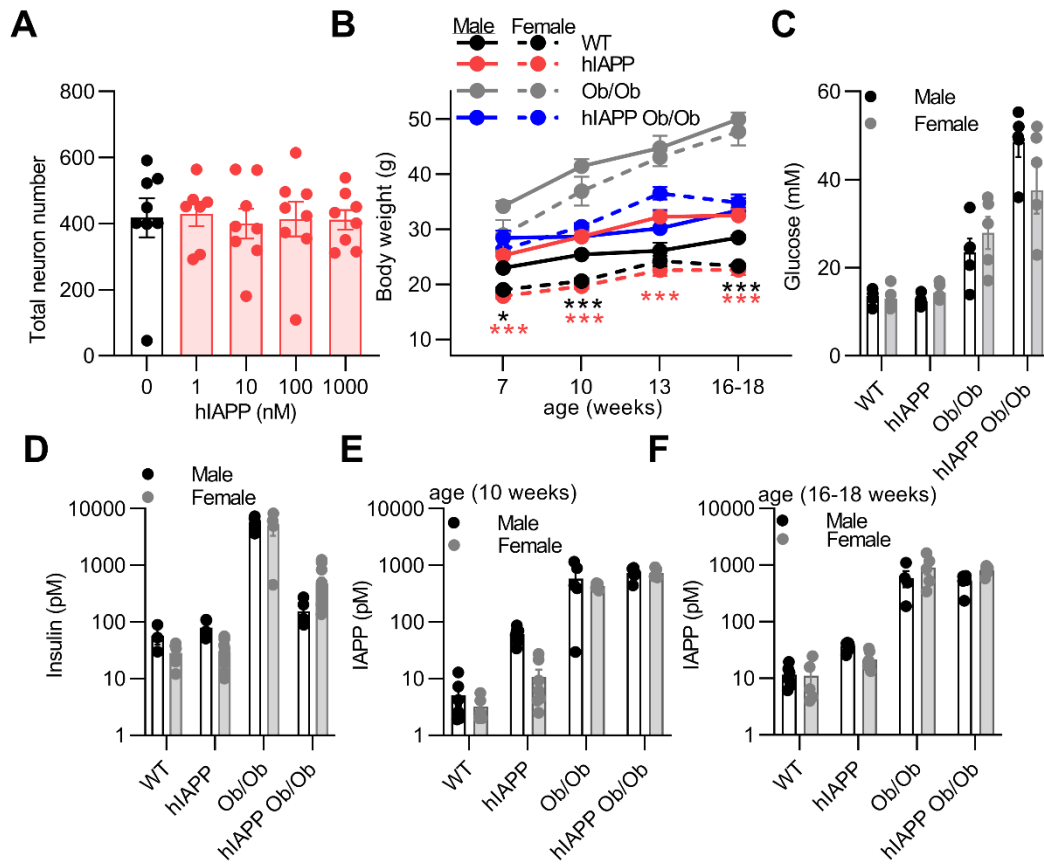 A
Total neuron number
800
600
400
200
0
0
1
10
100
1000
hIAPP (nM)
B
Male Female
WT
hIAPP
Ob/Ob
hIAPP Ob/Ob
Body weight (g)
50
40
30
20
10
* *** *** ***
*** *** ***
7
10
13
16-18
age (weeks)
C
Male
Female
Glucose (mM)
60
40
20
0
WT
hIAPP
Ob/Ob
hIAPP Ob/Ob
D
Male
Female
Insulin (pM)
10000
1000
100
10
1
WT
hIAPP
Ob/Ob
hIAPP Ob/Ob
E
age (10 weeks)
Male
Female
IAPP (pM)
10000
1000
100
10
1
WT
hIAPP
Ob/Ob
hIAPP Ob/Ob
F
age (16-18 weeks)
Male
Female
IAPP (pM)
10000
1000
100
10
1
WT
hIAPP
Ob/Ob
hIAPP Ob/Ob